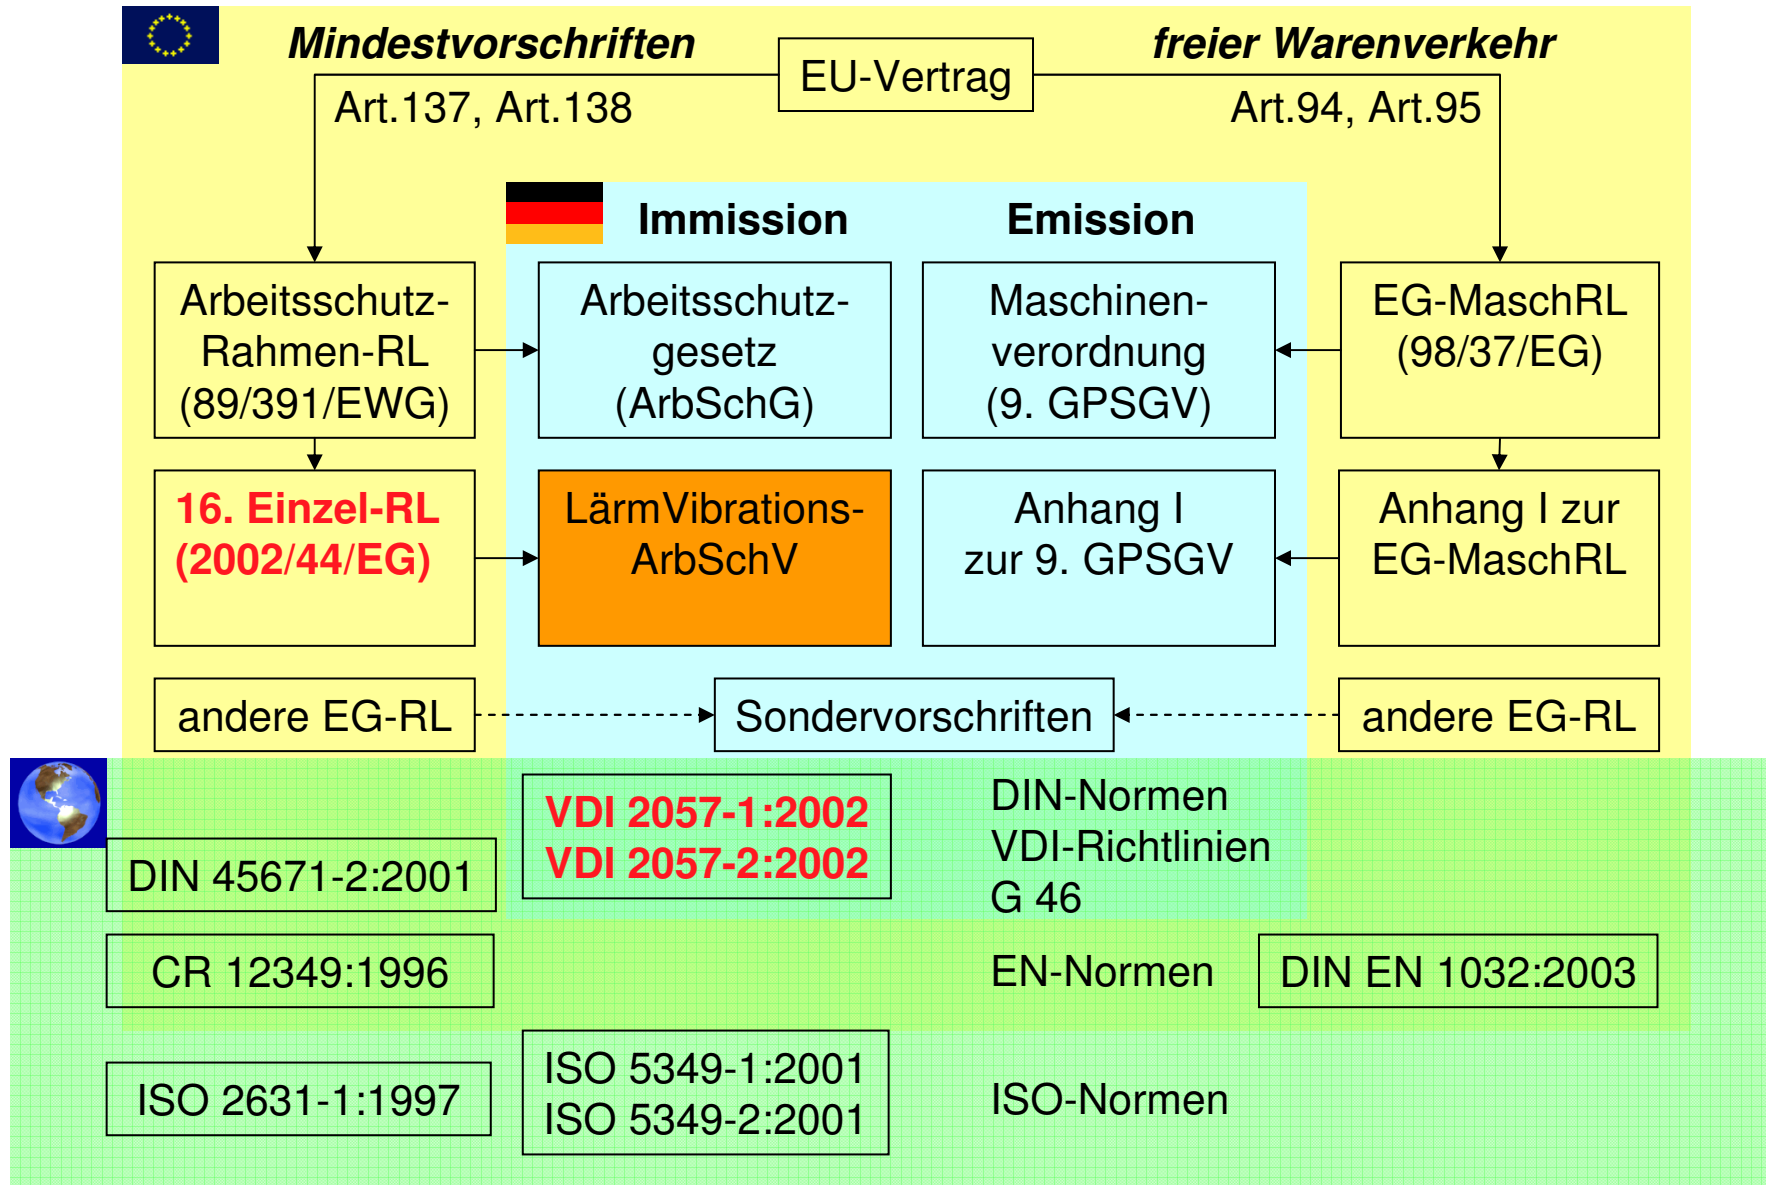 Mindestvorschriften
EU-Vertrag
freier Warenverkehr
Art.137, Art.138
Art.94, Art.95
Immission
Emission
Arbeitsschutz-
Rahmen-RL
(89/391/EWG)
Arbeitsschutz-
gesetz
(ArbSchG)
Maschinen-
verordnung
(9. GPSGV)
EG-MaschRL
(98/37/EG)
16. Einzel-RL
(2002/44/EG)
LärmVibrations-
ArbSchV
Anhang I
zur 9. GPSGV
Anhang I zur
EG-MaschRL
andere EG-RL
Sondervorschriften
andere EG-RL
VDI 2057-1:2002
VDI 2057-2:2002
DIN-Normen
VDI-Richtlinien
G 46
DIN 45671-2:2001
CR 12349:1996
EN-Normen
DIN EN 1032:2003
ISO 2631-1:1997
ISO 5349-1:2001
ISO 5349-2:2001
ISO-Normen